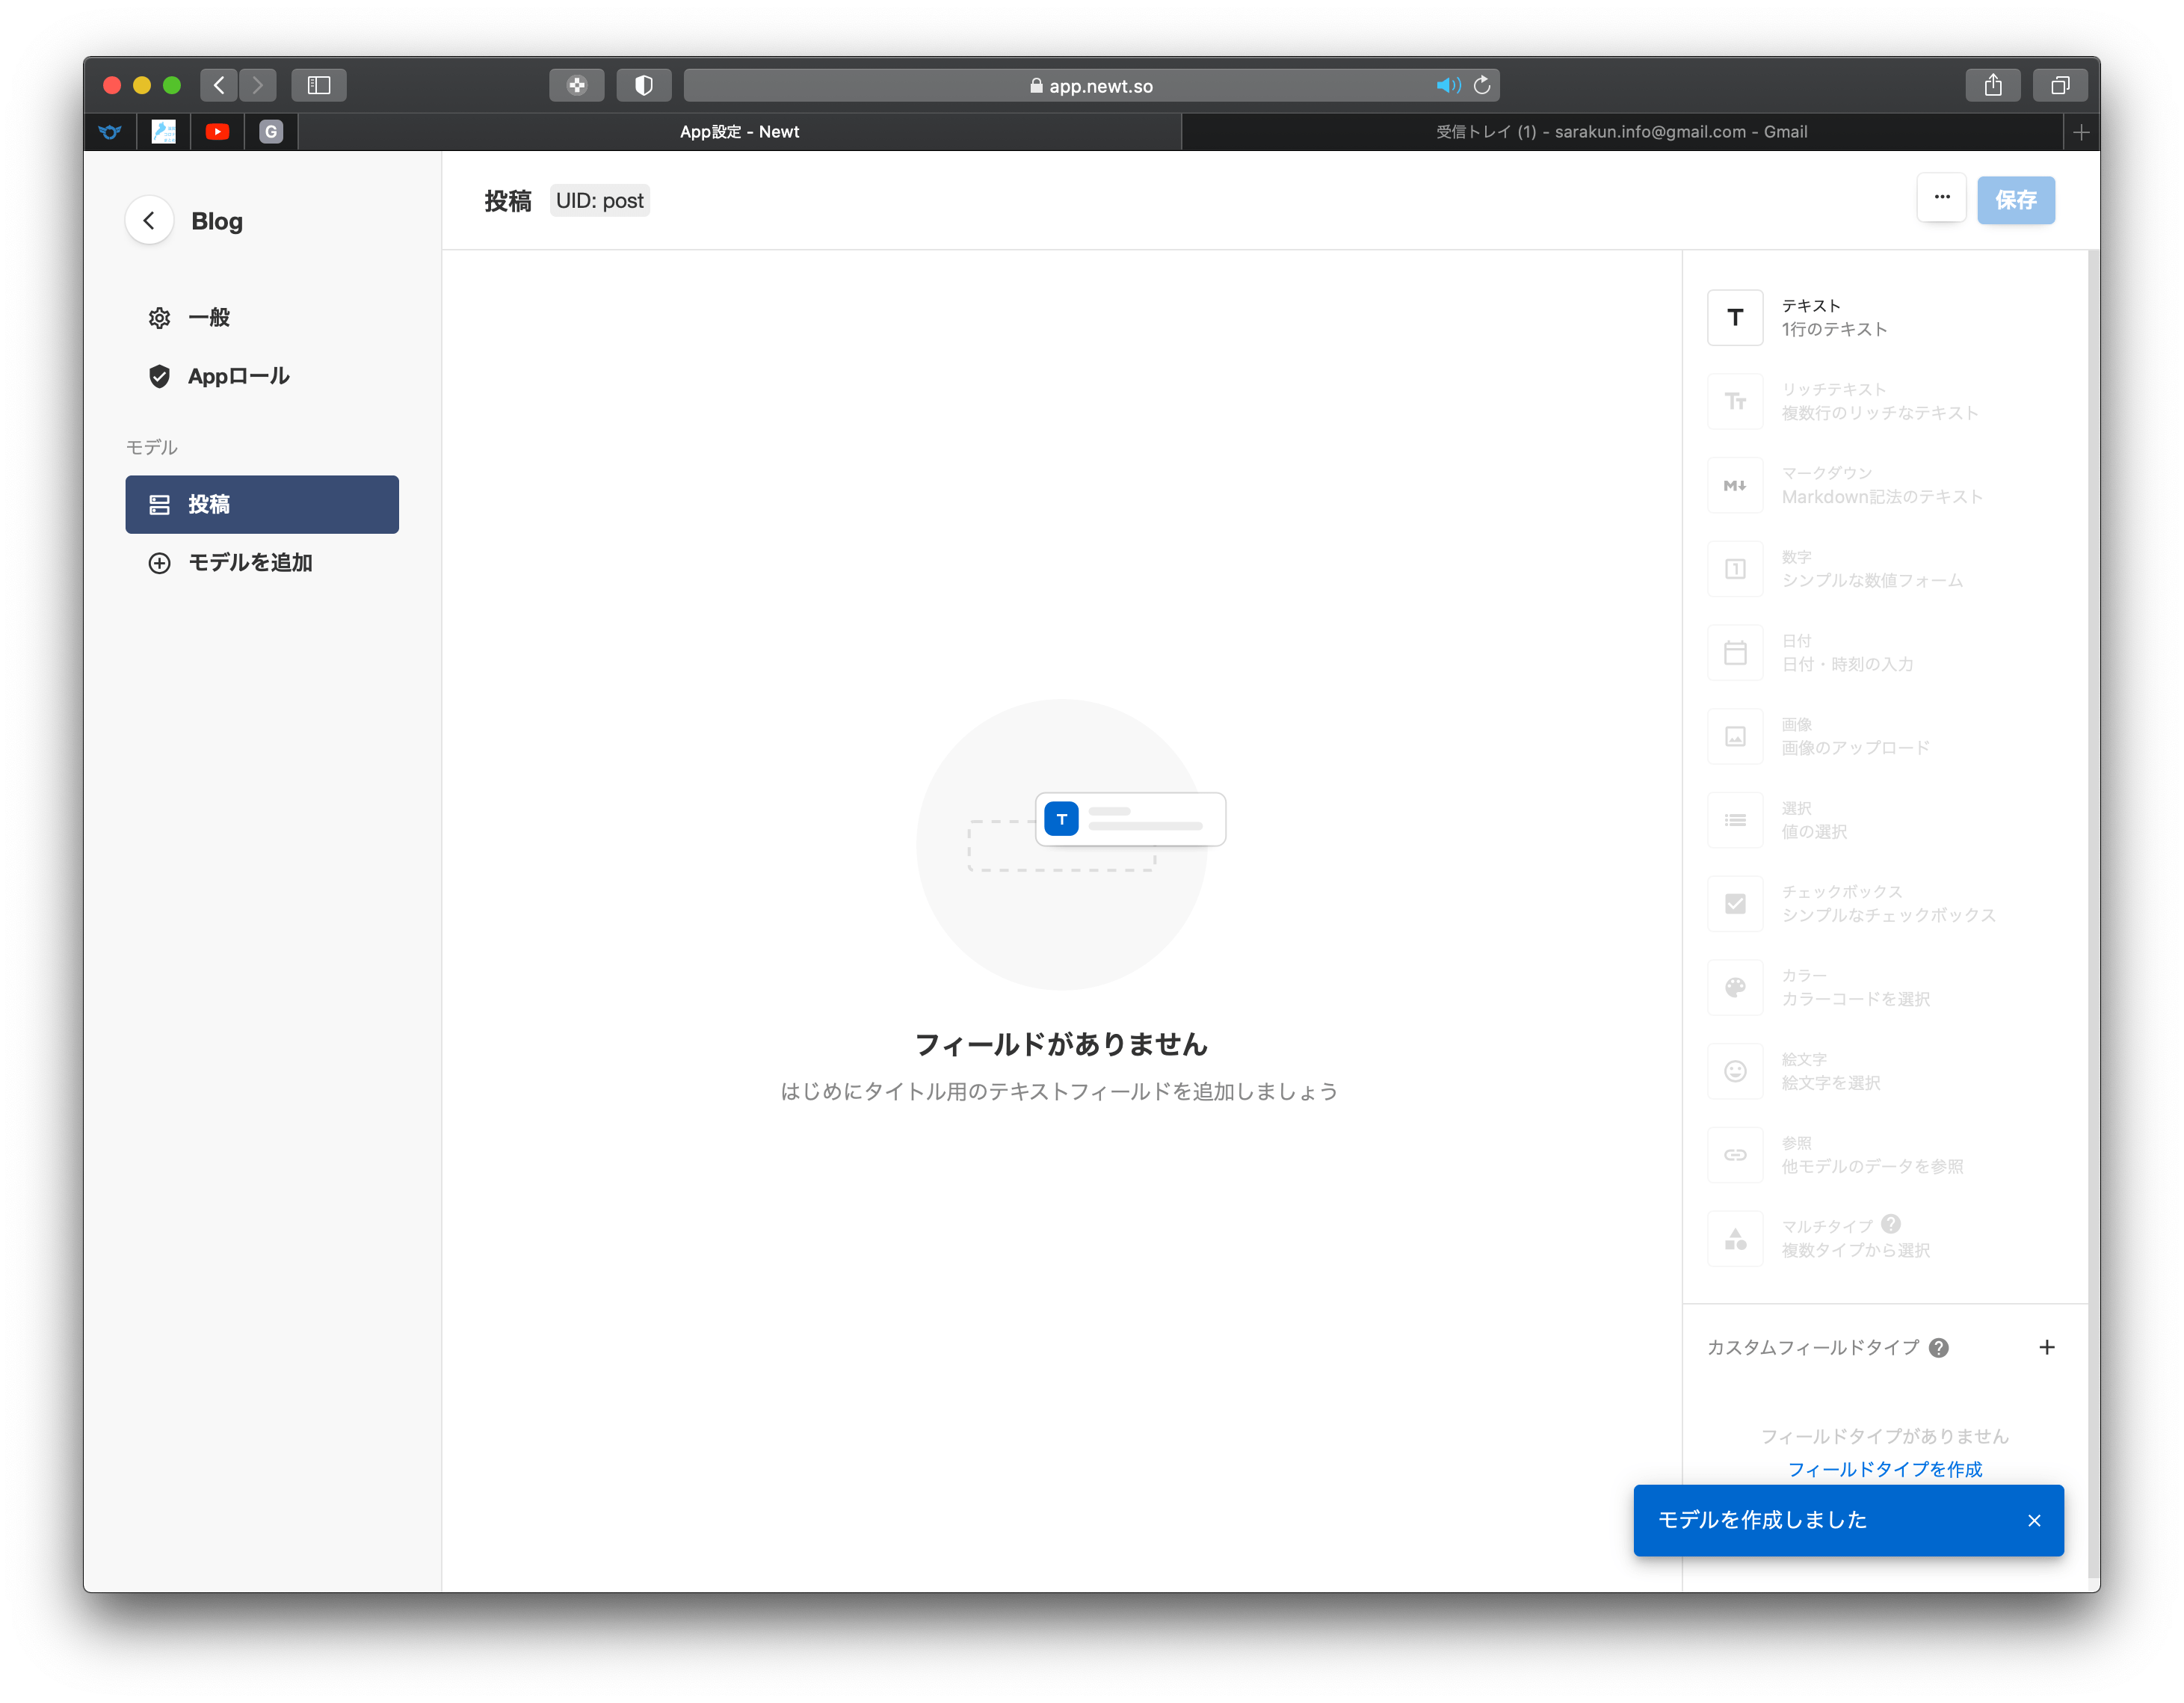 app.newt.so
G
App設定 - Newt
受信トレイ (1) - sarakun.info@gmail.com - Gmail
Blog
投稿
UID: post
保存
一般
Appロール
モデル
投稿
モデルを追加
T
フィールドがありません
はじめにタイトル用のテキストフィールドを追加しましょう
T
テキスト
1行のテキスト
Tт
リッチテキスト
複数行のリッチなテキスト
M↓
マークダウン
Markdown記法のテキスト
1
数字
シンプルな数値フォーム
日付
日付・時刻の入力
画像
画像のアップロード
選択
値の選択
チェックボックス
シンプルなチェックボックス
カラー
カラーコードを選択
絵文字
絵文字を選択
参照
他モデルのデータを参照
マルチタイプ ?
複数タイプから選択
カスタムフィールドタイプ ? +
フィールドタイプがありません
フィールドタイプを作成
モデルを作成しました